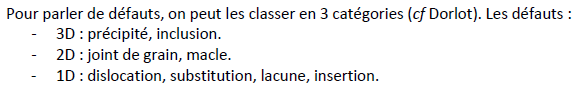 Pour parler de défauts, on peut les classer en 3 catégories (cf Dorlot). Les défauts :
- 3D : précipité, inclusion.
- 2D : joint de grain, macle.
- 1D : dislocation, substitution, lacune, insertion.